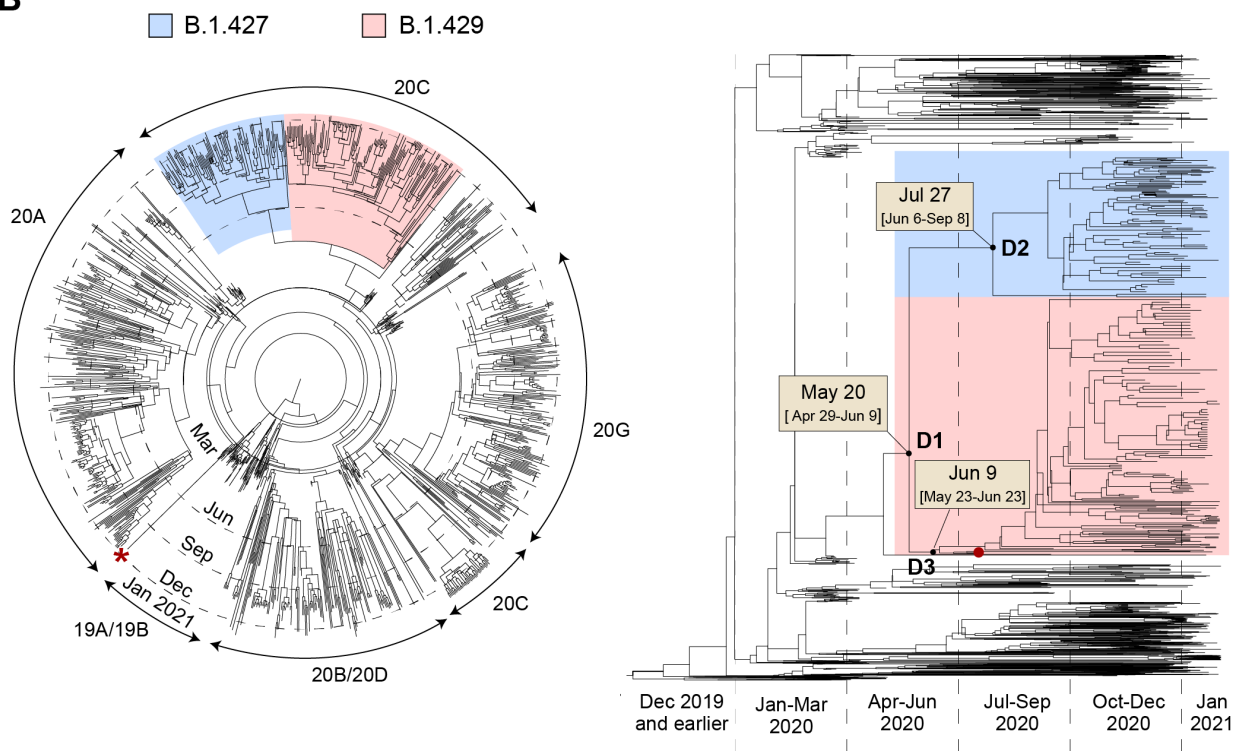 B
B.1.427
B.1.429
20C
20A
20G
Mar
Jun
Sep
Dec
Jan 2021
*
19A/19B
20B/20D
20C
Jul 27
[Jun 6-Sep 8]
D2
May 20
[ Apr 29-Jun 9]
D1
Jun 9
[May 23-Jun 23]
D3
Dec 2019
and earlier
Jan-Mar
2020
Apr-Jun
2020
Jul-Sep
2020
Oct-Dec
2020
Jan
2021